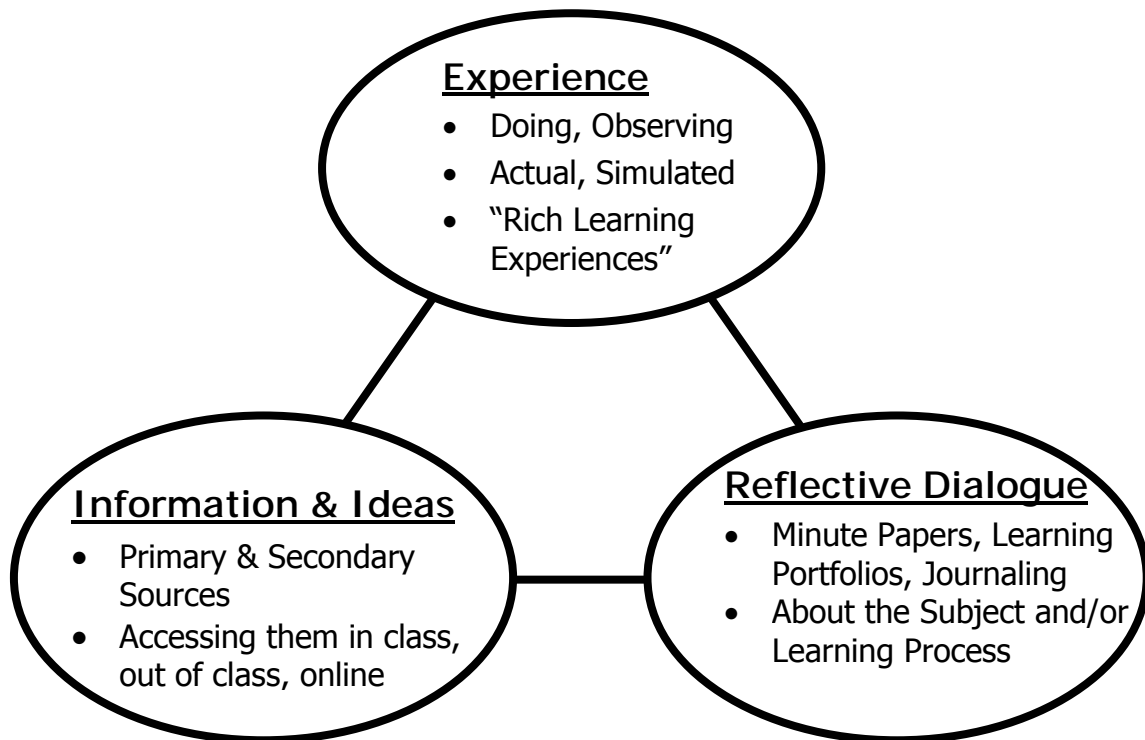 Experience
• Doing, Observing
• Actual, Simulated
• “Rich Learning
Experiences”
Information & Ideas
• Primary & Secondary
Sources
• Accessing them in class,
out of class, online
Reflective Dialogue
• Minute Papers, Learning
Portfolios, Journaling
• About the Subject and/or
Learning Process